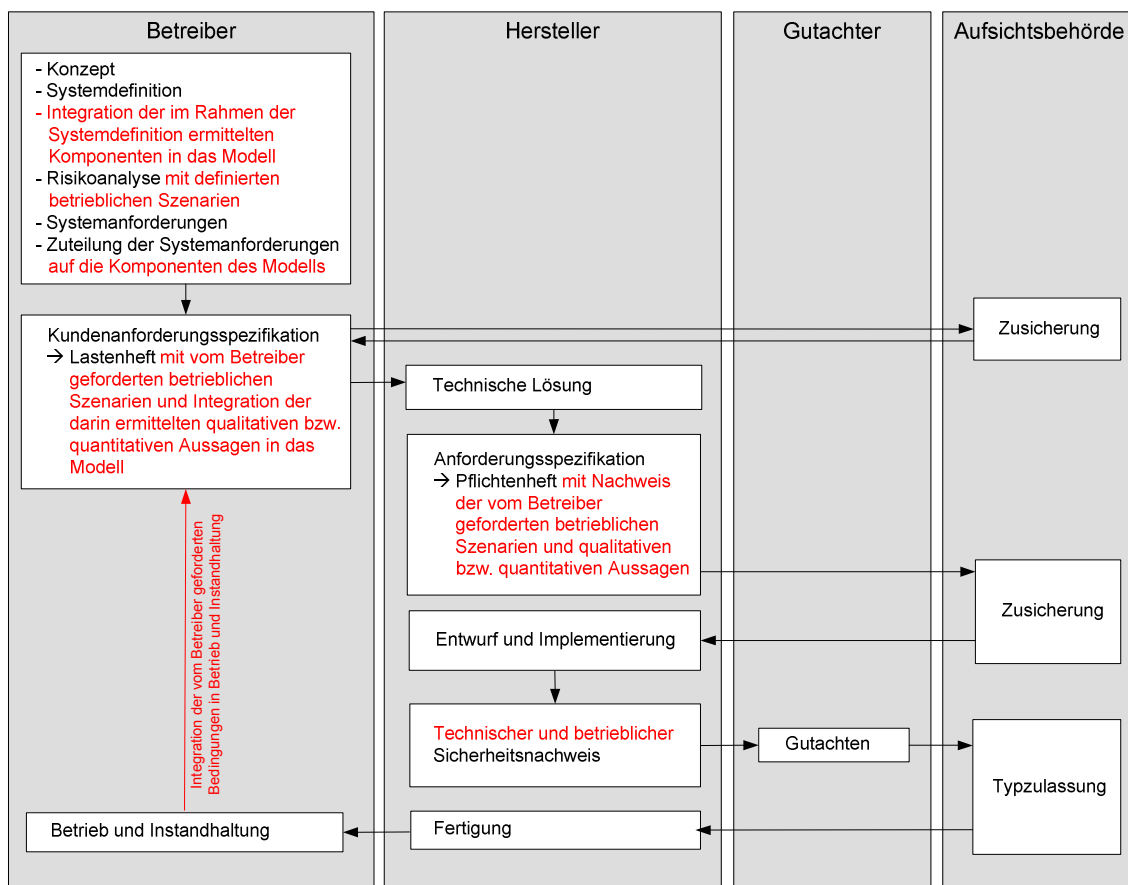 Betreiber
Hersteller
Gutachter
Aufsichtsbehörde
- Konzept
- Systemdefinition
- Integration der im Rahmen der
Systemdefinition ermittelten
Komponenten in das Modell
- Risikoanalyse mit definierten
betrieblichen Szenarien
- Systemanforderungen
- Zuteilung der Systemanforderungen
auf die Komponenten des Modells
Kundenanforderungsspezifikation
→ Lastenheft mit vom Betreiber
geforderten betrieblichen
Szenarien und Integration der
darin ermittelten qualitativen bzw.
quantitativen Aussagen in das
Modell
Zusicherung
Technische Lösung
Anforderungsspezifikation
→ Pflichtenheft mit Nachweis
der vom Betreiber
geforderten betrieblichen
Szenarien und qualitativen
bzw. quantitativen Aussagen
Zusicherung
Entwurf und Implementierung
Integration der vom Betreiber geforderten
Bedingungen in Betrieb und Instandhaltung
Technischer und betrieblicher
Sicherheitsnachweis
Gutachten
Typzulassung
Fertigung
Betrieb und Instandhaltung